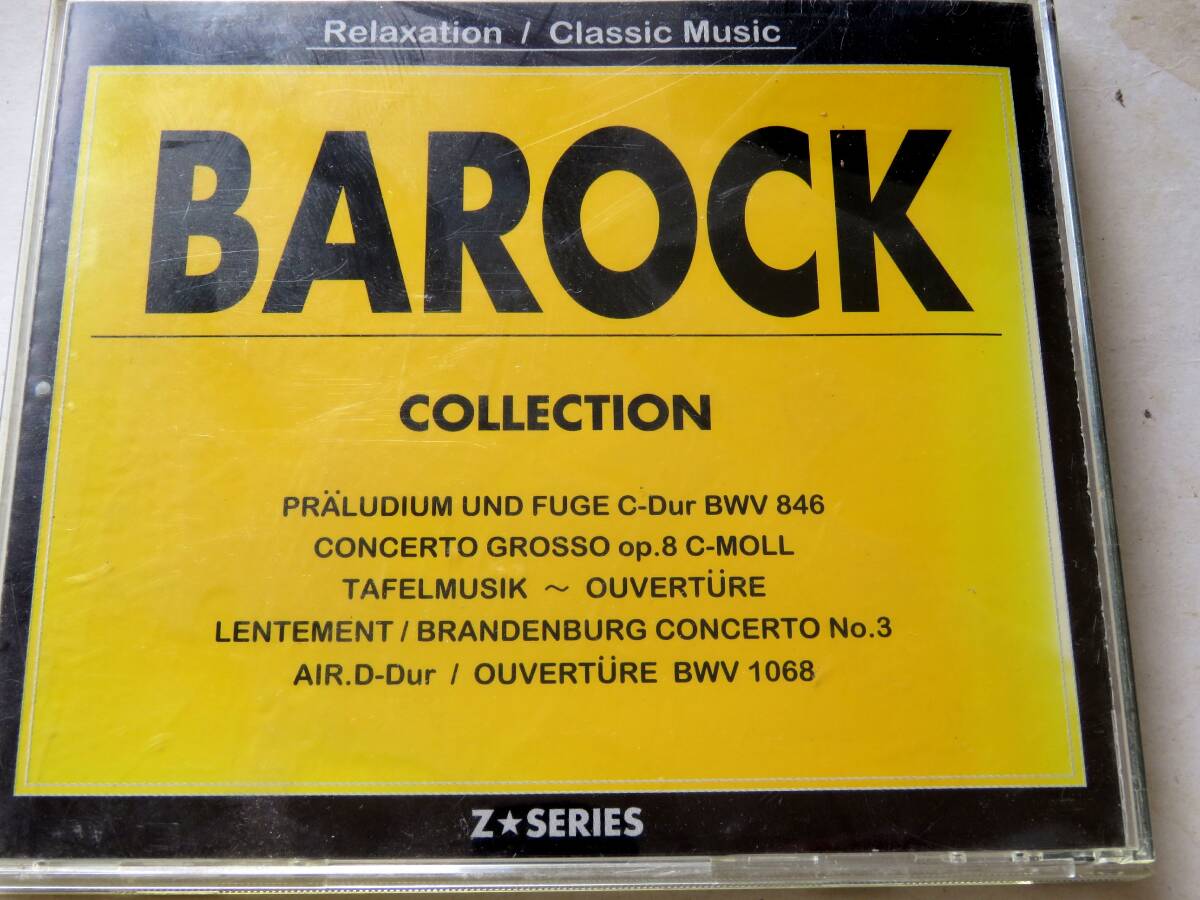 Relaxation / Classic Music
BAROCK
COLLECTION
PRÄLUDIUM UND FUGE C-Dur BWV 846
CONCERTO GROSSO op.8 C-MOLL
TAFELMUSIK ～ OUVERTÜRE
LENTEMENT / BRANDENBURG CONCERTO No.3
AIR.D-Dur / OUVERTÜRE BWV 1068
Z★SERIES